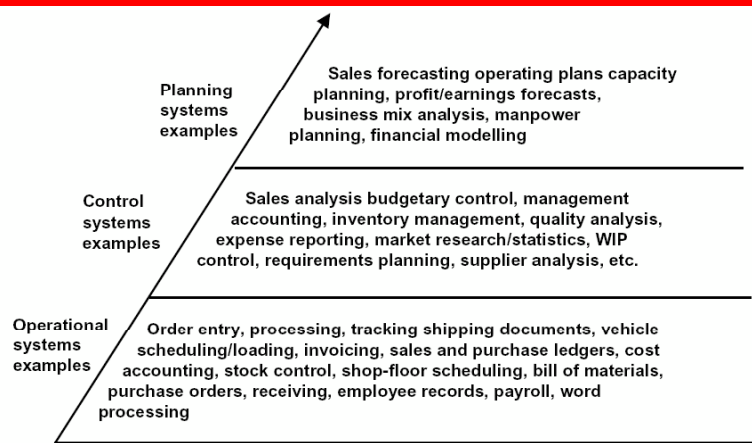 Planning
systems
examples
Sales forecasting operating plans capacity
planning, profit/earnings forecasts,
business mix analysis, manpower
planning, financial modelling
Control
systems
examples
Sales analysis budgetary control, management
accounting, inventory management, quality analysis,
expense reporting, market research/statistics, WIP
control, requirements planning, supplier analysis, etc.
Operational
systems
examples
Order entry, processing, tracking shipping documents, vehicle
scheduling/loading, invoicing, sales and purchase ledgers, cost
accounting, stock control, shop-floor scheduling, bill of materials,
purchase orders, receiving, employee records, payroll, word
processing